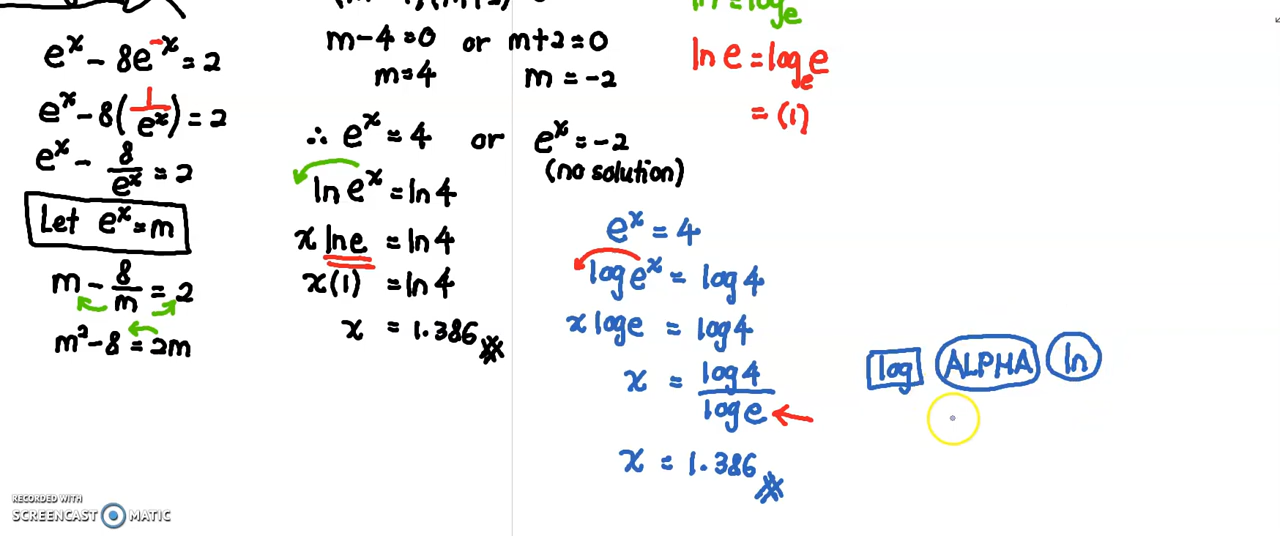 e^x - 8e^-x = 2
e^x - 8(1/e^x) = 2
e^x - 8/e^x = 2
Let e^x = m
m - 8/m = 2
m² - 8 = 2m
m - 4 = 0 or m + 2 = 0
m = 4 m = -2
∴ e^x = 4 or e^x = -2
(no solution)
ln e^x = ln 4
x ln e = ln 4
x(1) = ln 4
x = 1.386
e^x = 4
log e^x = log 4
x log e = log 4
x = log 4 / log e
x = 1.386
ln e = log_e e
= (1)
log ALPHA ln
RECORDED WITH
SCREENCAST MATIC